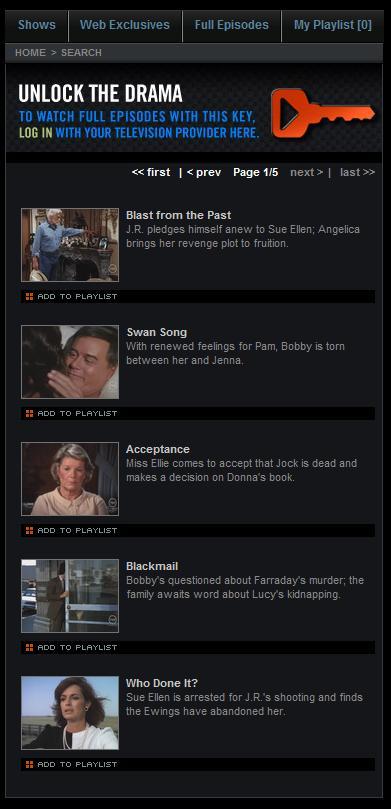 Shows Web Exclusives Full Episodes My Playlist [0]
HOME > SEARCH
UNLOCK THE DRAMA
TO WATCH FULL EPISODES WITH THIS KEY,
LOG IN WITH YOUR TELEVISION PROVIDER HERE.
<< first | < prev Page 1/5 next > | last >>
Blast from the Past
J.R. pledges himself anew to Sue Ellen; Angelica
brings her revenge plot to fruition.
ADD TO PLAYLIST
Swan Song
With renewed feelings for Pam, Bobby is torn
between her and Jenna.
ADD TO PLAYLIST
Acceptance
Miss Ellie comes to accept that Jock is dead and
makes a decision on Donna's book.
ADD TO PLAYLIST
Blackmail
Bobby's questioned about Farraday's murder; the
family awaits word about Lucy's kidnapping.
ADD TO PLAYLIST
Who Done It?
Sue Ellen is arrested for J.R.'s shooting and finds
the Ewings have abandoned her.
ADD TO PLAYLIST